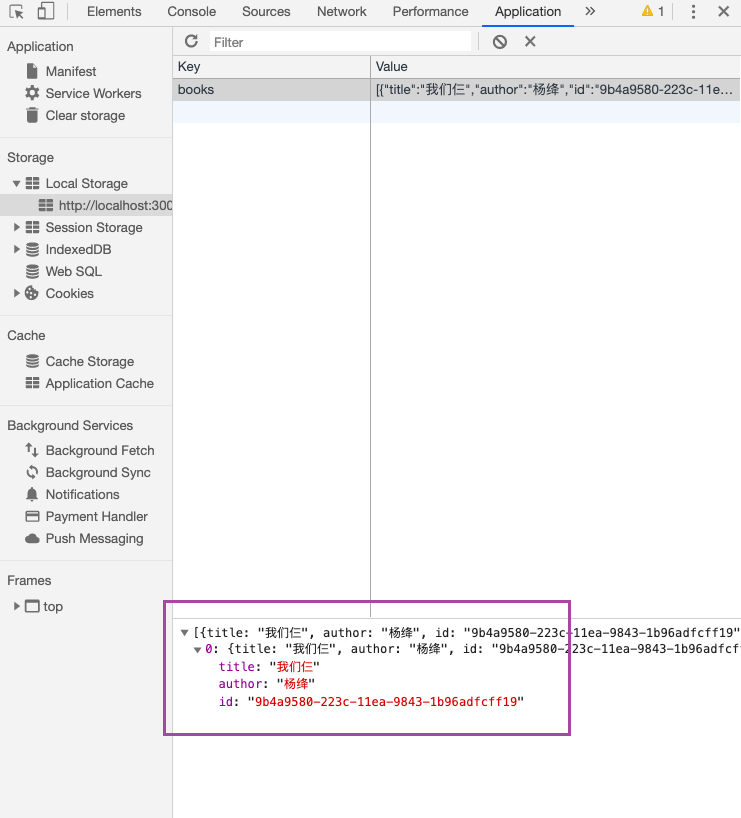 Elements Console Sources Network Performance Application 1
Application
Manifest
Service Workers
Clear storage
Storage
Local Storage
http://localhost:300
Session Storage
IndexedDB
Web SQL
Cookies
Cache
Cache Storage
Application Cache
Background Services
Background Fetch
Background Sync
Notifications
Payment Handler
Push Messaging
Frames
top
Filter
Key Value
books [{"title":"我们仨","author":"杨绛","id":"9b4a9580-223c-11e…
[{title: "我们仨", author: "杨绛", id: "9b4a9580-223c-11ea-9843-1b96adfcff19"
0: {title: "我们仨", author: "杨绛", id: "9b4a9580-223c-11ea-9843-1b96adfcff
title: "我们仨"
author: "杨绛"
id: "9b4a9580-223c-11ea-9843-1b96adfcff19"